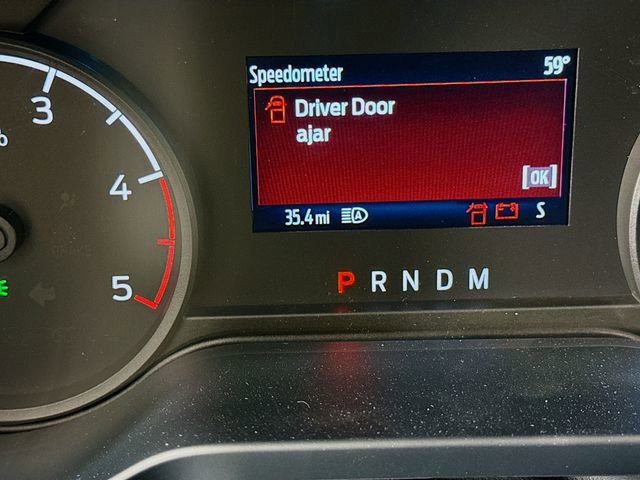 Speedometer 59°
Driver Door
ajar
[OK]
35.4 mi A S
P R N D M
3
%
4
5